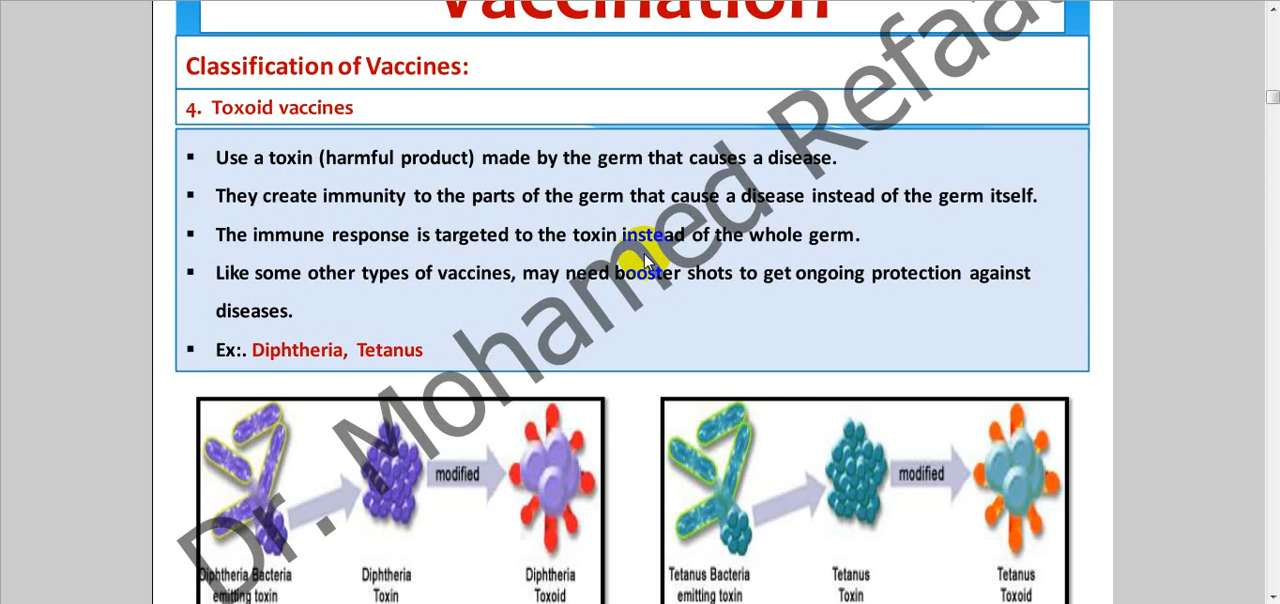 Vaccination
Classification of Vaccines:
4. Toxoid vaccines
▪ Use a toxin (harmful product) made by the germ that causes a disease.
▪ They create immunity to the parts of the germ that cause a disease instead of the germ itself.
▪ The immune response is targeted to the toxin instead of the whole germ.
▪ Like some other types of vaccines, may need booster shots to get ongoing protection against
diseases.
▪ Ex:. Diphtheria, Tetanus
modified
Diphtheria Bacteria
emitting toxin
Diphtheria
Toxin
Diphtheria
Toxoid
modified
Tetanus Bacteria
emitting toxin
Tetanus
Toxin
Tetanus
Toxoid
Dr. Mohamed Refaat